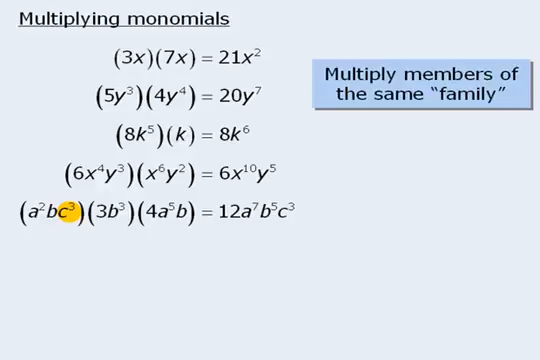 Multiplying monomials
(3x)(7x) = 21x²
(5y³)(4y⁴) = 20y⁷
(8k⁵)(k) = 8k⁶
(6x⁴y³)(x⁶y²) = 6x¹⁰y⁵
(a²bc³)(3b³)(4a⁵b) = 12a⁷b⁵c³
Multiply members of
the same “family”